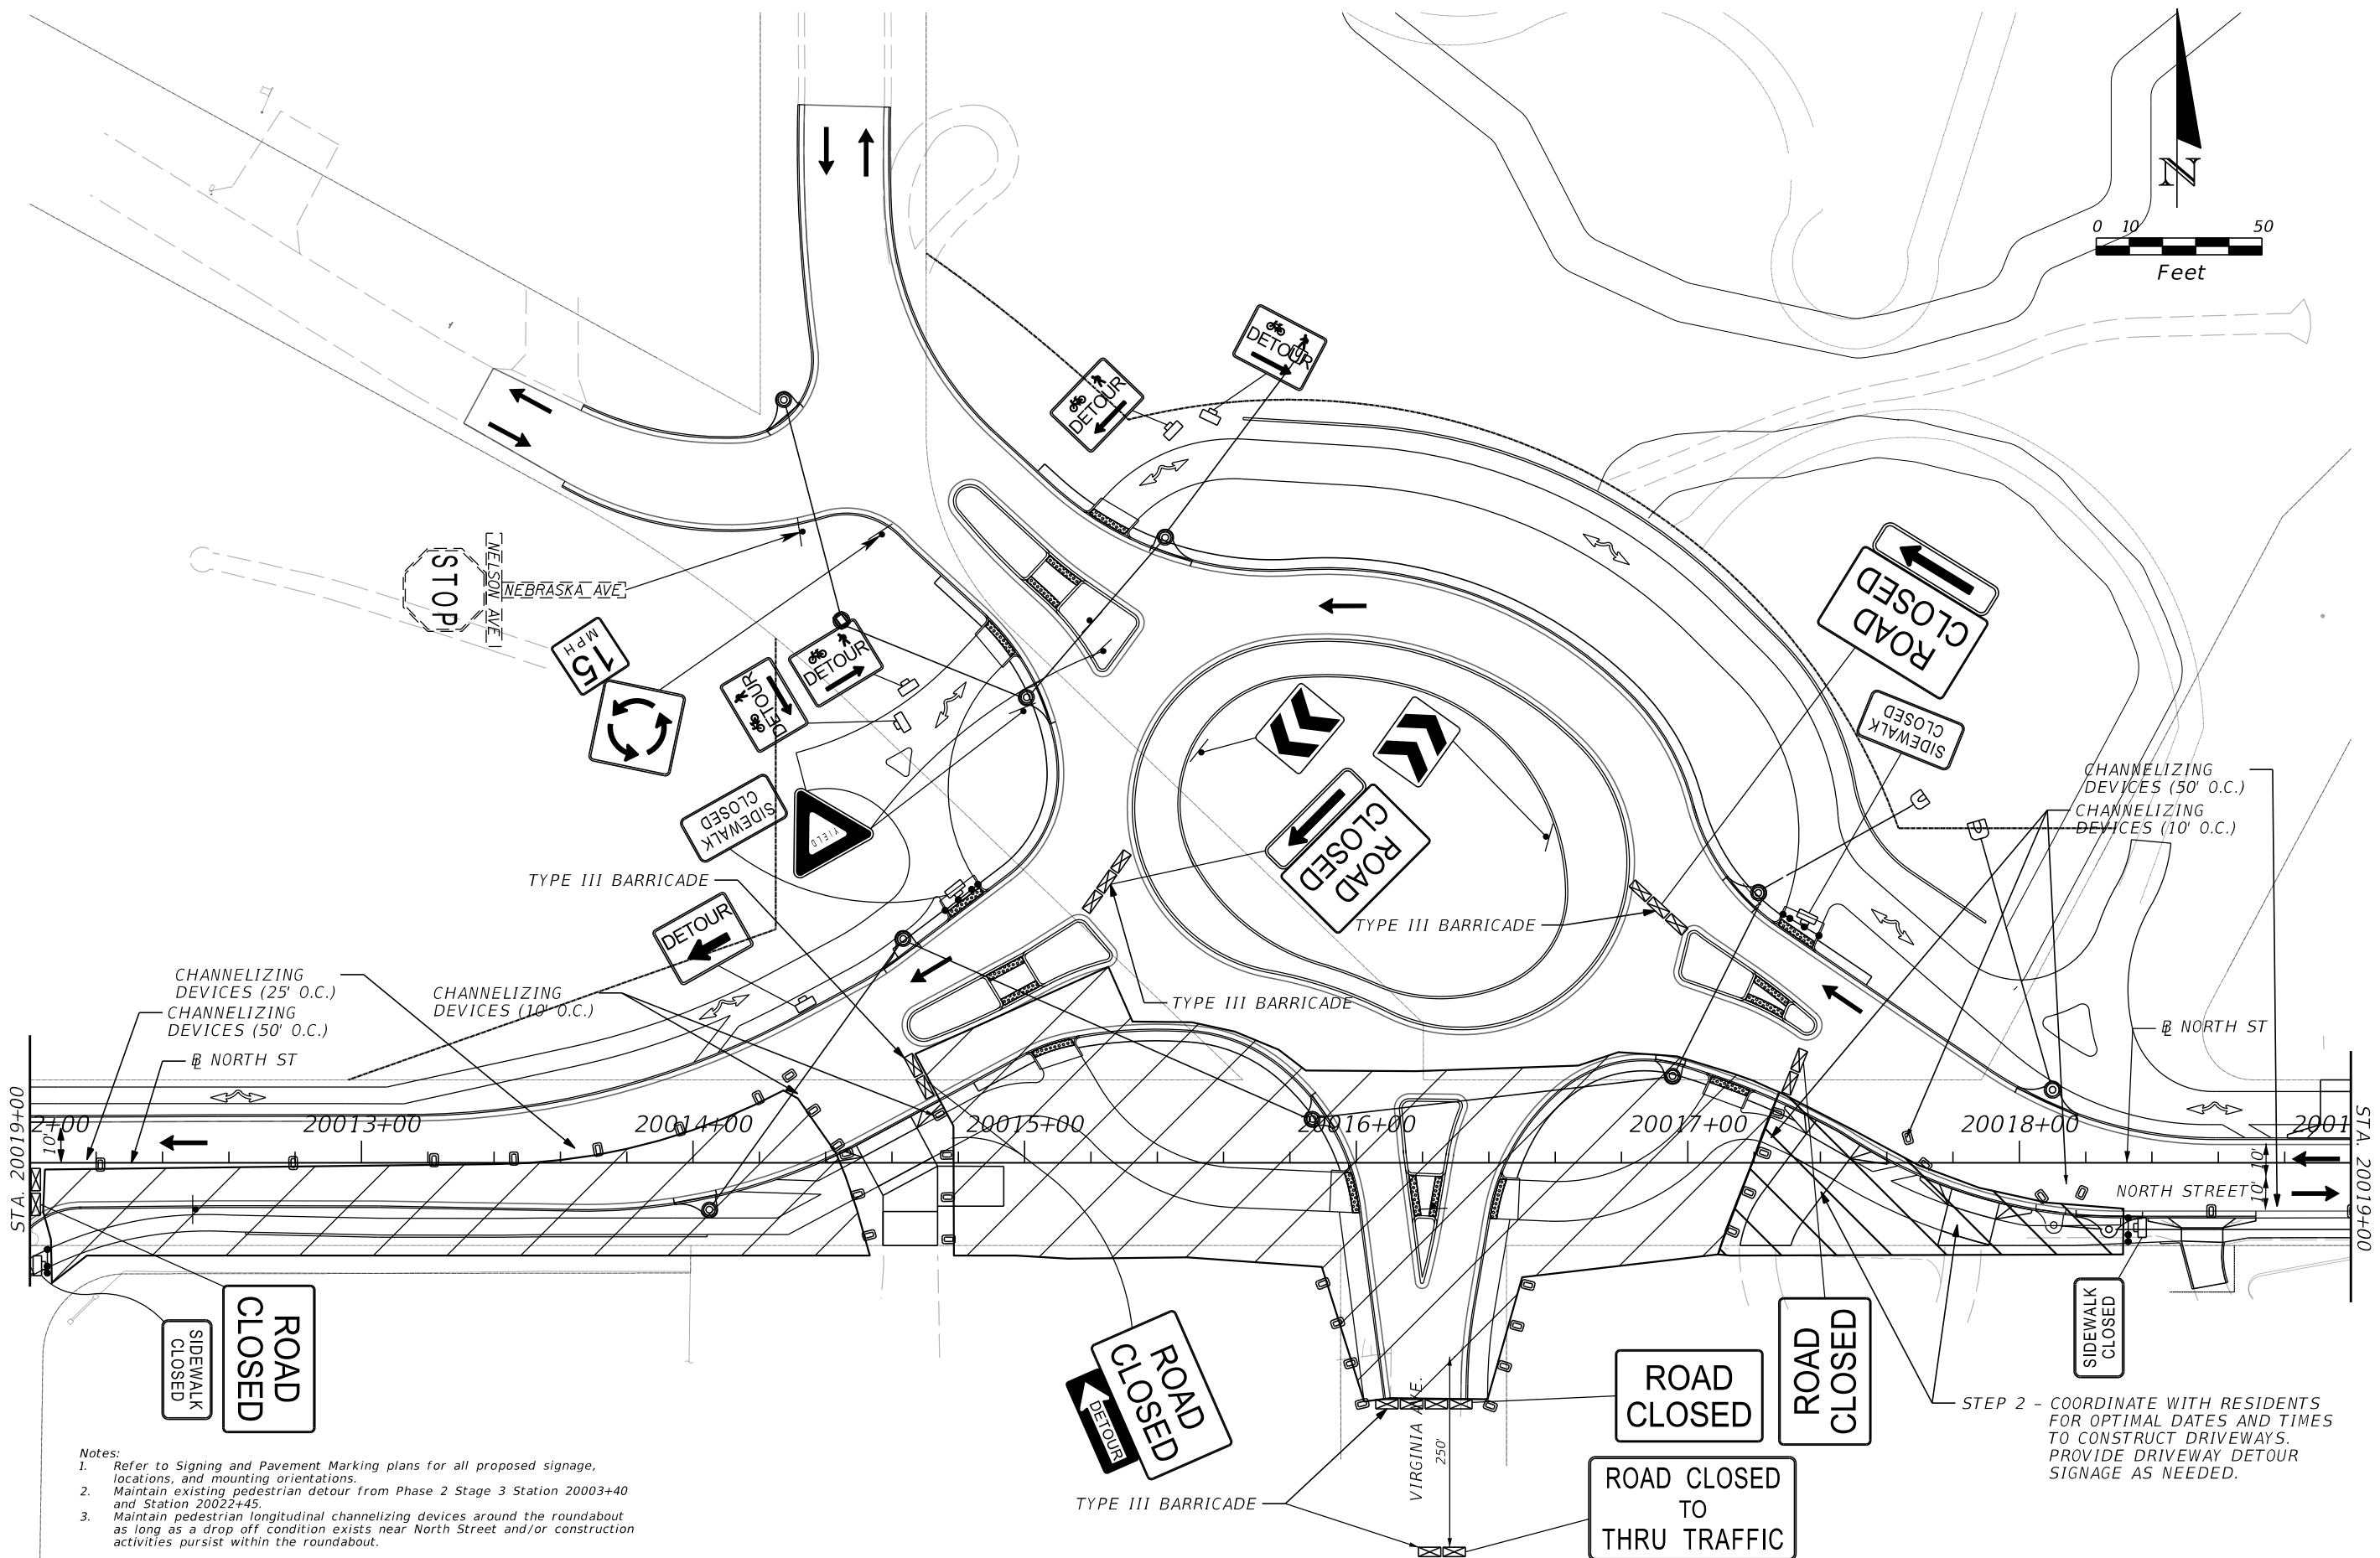 N
0 10 50
Feet
DETOUR
DETOUR
STOP
NELSON AVE
NEBRASKA AVE
15
MPH
DETOUR
DETOUR
YIELD
SIDEWALK
CLOSED
TYPE III BARRICADE
DETOUR
ROAD
CLOSED
ROAD
CLOSED
SIDEWALK
CLOSED
TYPE III BARRICADE
TYPE III BARRICADE
CHANNELIZING
DEVICES (50' O.C.)
CHANNELIZING
DEVICES (10' O.C.)
CHANNELIZING
DEVICES (25' O.C.)
CHANNELIZING
DEVICES (50' O.C.)
CHANNELIZING
DEVICES (10' O.C.)
BL NORTH ST
BL NORTH ST
STA. 20019+00
2+00 20013+00 20014+00 20015+00 20016+00 20017+00 20018+00 2001
10'
10'
10'
NORTH STREET
STA. 20019+00
SIDEWALK
CLOSED
ROAD
CLOSED
ROAD
CLOSED
DETOUR
VIRGINIA AVE.
250'
ROAD
CLOSED
ROAD
CLOSED
SIDEWALK
CLOSED
ROAD CLOSED
TO
THRU TRAFFIC
TYPE III BARRICADE
STEP 2 – COORDINATE WITH RESIDENTS
FOR OPTIMAL DATES AND TIMES
TO CONSTRUCT DRIVEWAYS.
PROVIDE DRIVEWAY DETOUR
SIGNAGE AS NEEDED.
Notes:
1. Refer to Signing and Pavement Marking plans for all proposed signage,
locations, and mounting orientations.
2. Maintain existing pedestrian detour from Phase 2 Stage 3 Station 20003+40
and Station 20022+45.
3. Maintain pedestrian longitudinal channelizing devices around the roundabout
as long as a drop off condition exists near North Street and/or construction
activities pursist within the roundabout.